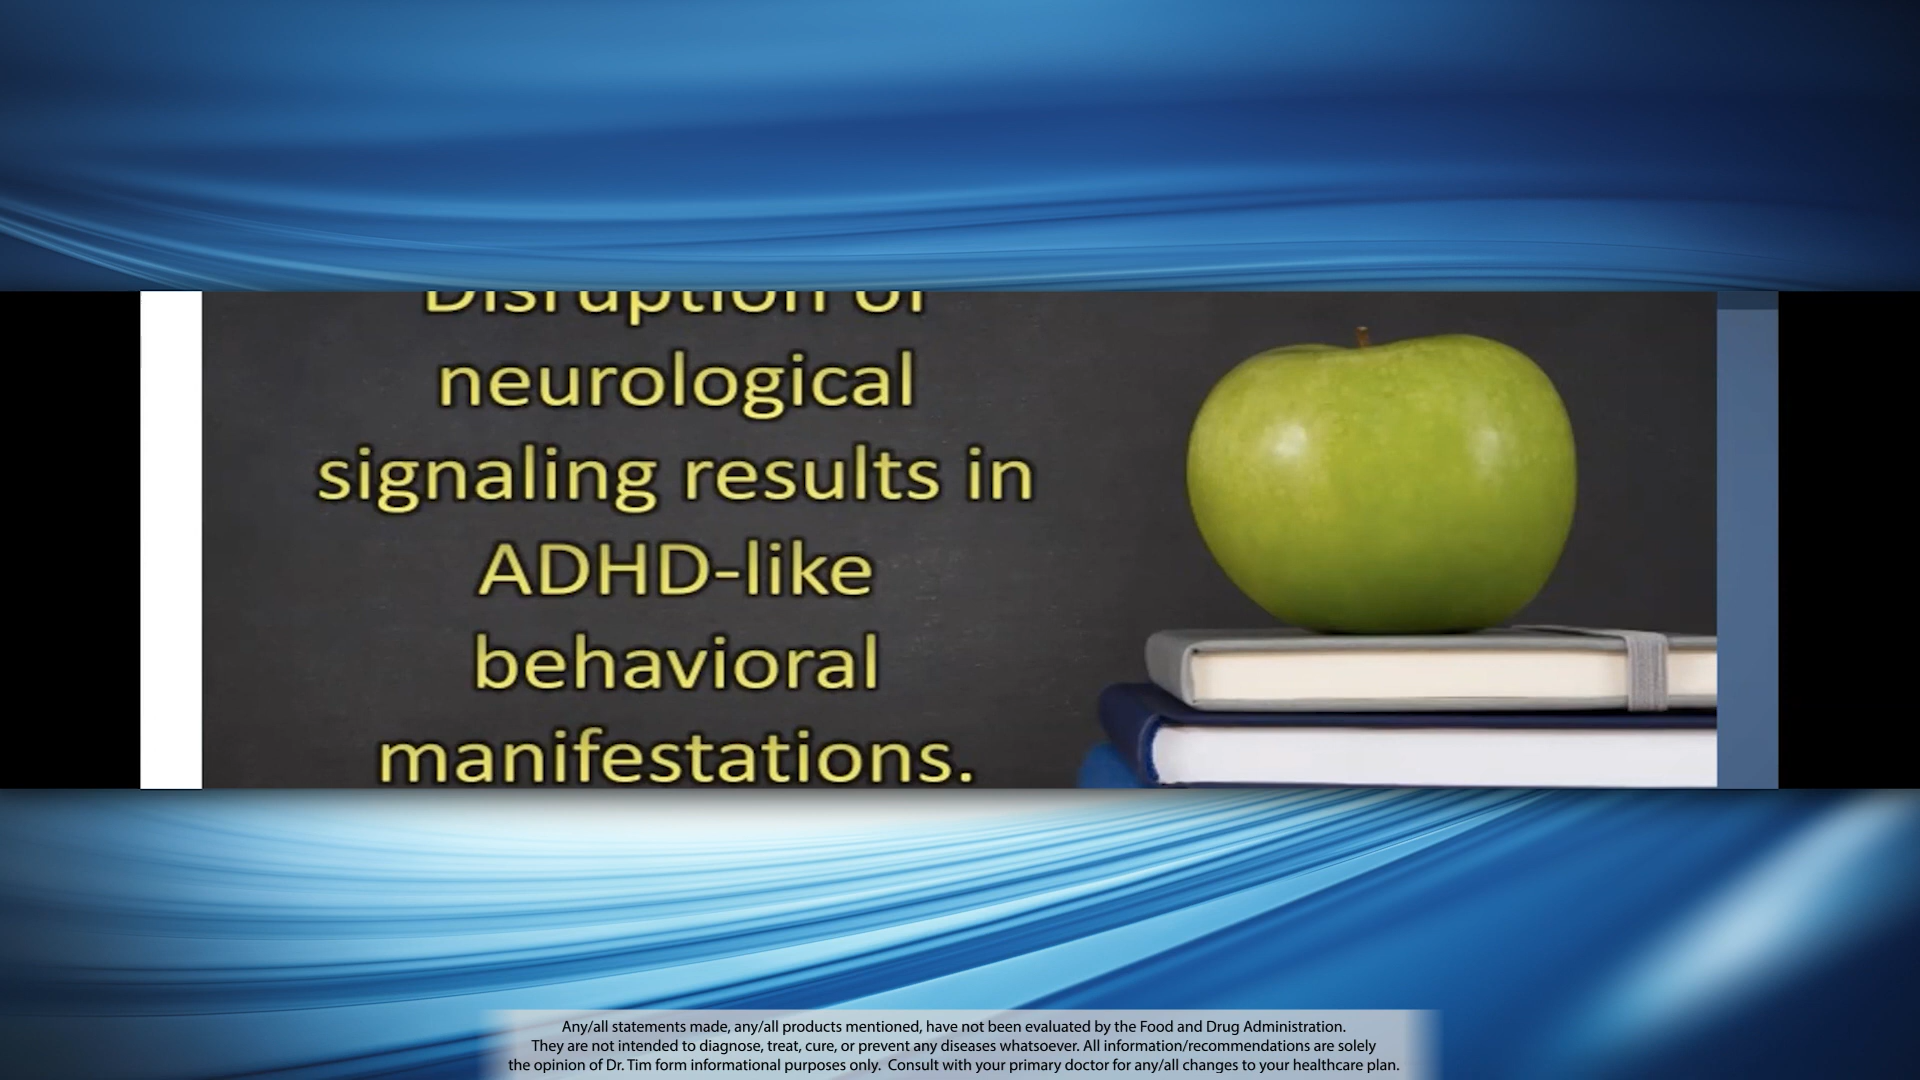 Disruption of
neurological
signaling results in
ADHD-like
behavioral
manifestations.
Any/all statements made, any/all products mentioned, have not been evaluated by the Food and Drug Administration.
They are not intended to diagnose, treat, cure, or prevent any diseases whatsoever. All information/recommendations are solely
the opinion of Dr. Tim form informational purposes only. Consult with your primary doctor for any/all changes to your healthcare plan.